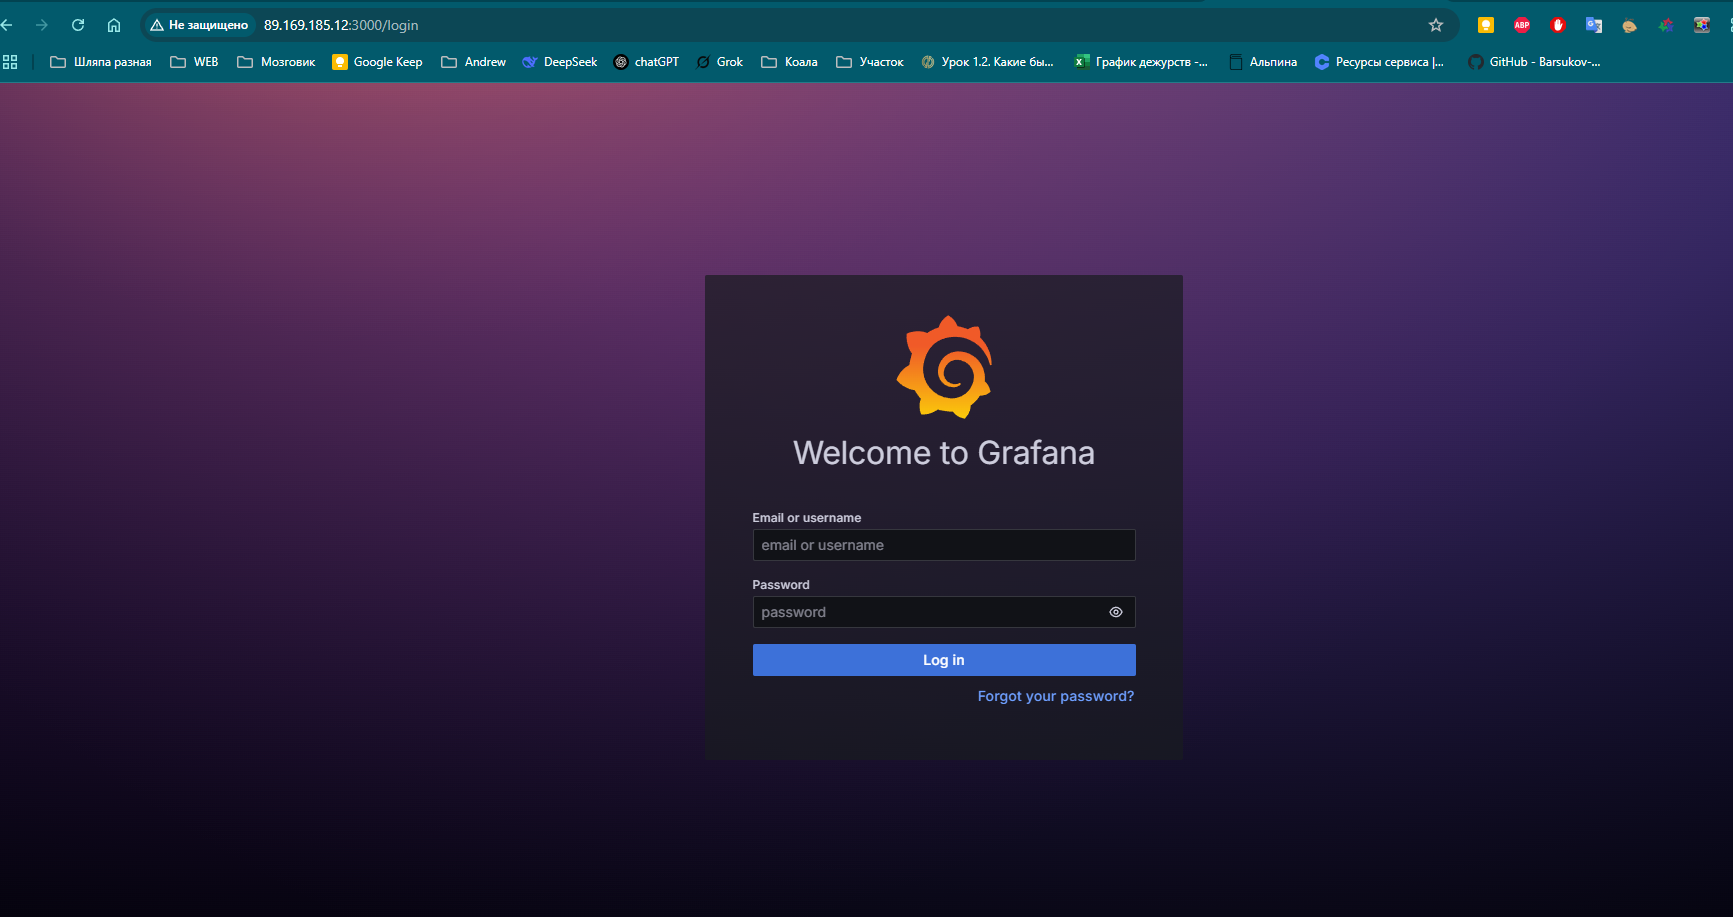 Не защищено 89.169.185.12:3000/login
ABP
Шляпа разная WEB Мозговик Google Keep Andrew DeepSeek chatGPT Grok Коала Участок Урок 1.2. Какие бы... График дежурств -... Альпина Ресурсы сервиса |... GitHub - Barsukov-...
Welcome to Grafana
Email or username
email or username
Password
password
Log in
Forgot your password?